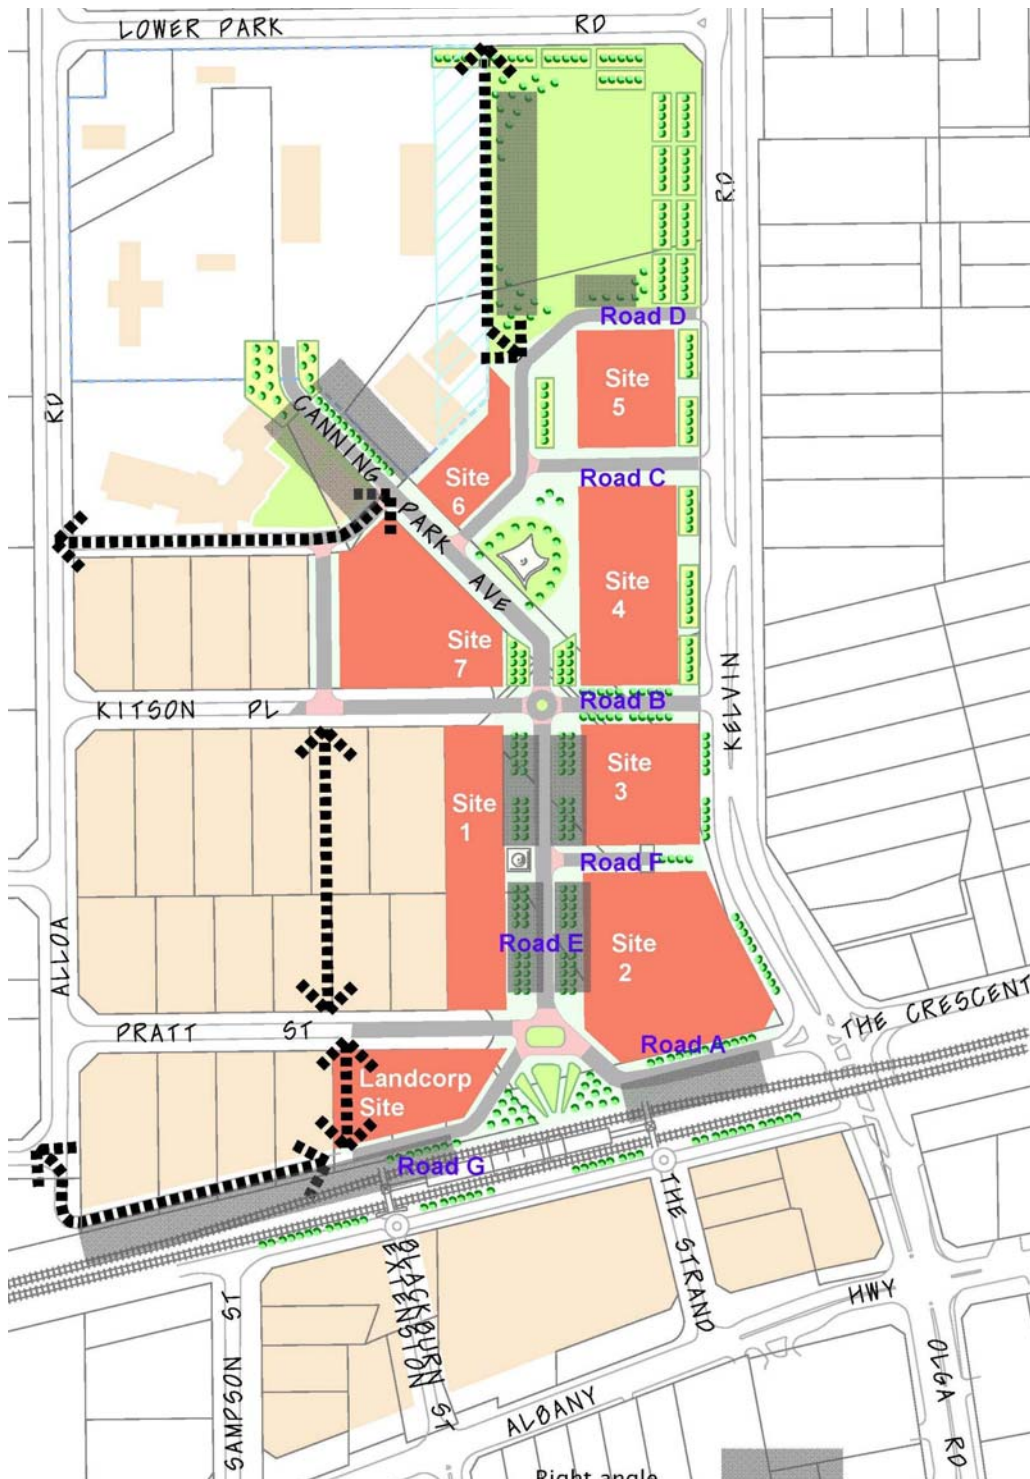 LOWER PARK RD
RD
RD
Road D
Site
5
CANNING PARK AVE
Site
6
Road C
Site
4
Site
7
KITSON PL
Road B
KELVIN
Site
3
Site
1
Road F
ALLOA
Road E
Site
2
PRATT ST
THE CRESCENT
Road A
Landcorp
Site
Road G
THE STRAND
BLACKBURN ST
EXTENSION
SAMPSON ST
HWY
ALBANY
OLGA RD
Right angle